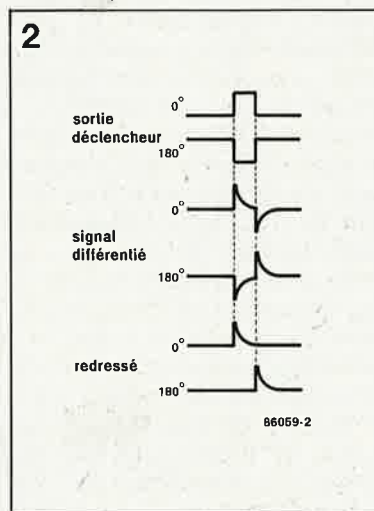 2
0°
sortie
déclencheur
180°
0°
signal
différentié
180°
0°
redressé
180°
86059-2